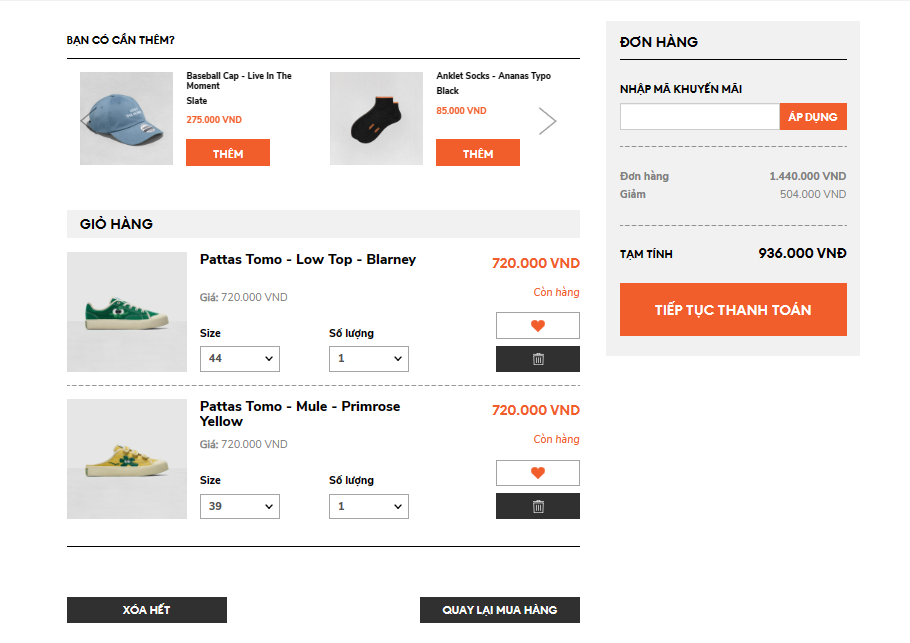 BẠN CÓ CẦN THÊM?
Baseball Cap - Live In The
Moment
Slate
275.000 VND
THÊM
Anklet Socks - Ananas Typo
Black
85.000 VND
THÊM
GIỎ HÀNG
Pattas Tomo - Low Top - Blarney
720.000 VND
Giá: 720.000 VND
Còn hàng
Size
Số lượng
44
1
Pattas Tomo - Mule - Primrose
Yellow
720.000 VND
Giá: 720.000 VND
Còn hàng
Size
Số lượng
39
1
XÓA HẾT
QUAY LẠI MUA HÀNG
ĐƠN HÀNG
NHẬP MÃ KHUYẾN MÃI
ÁP DỤNG
Đơn hàng 1.440.000 VND
Giảm 504.000 VND
TẠM TÍNH 936.000 VNĐ
TIẾP TỤC THANH TOÁN